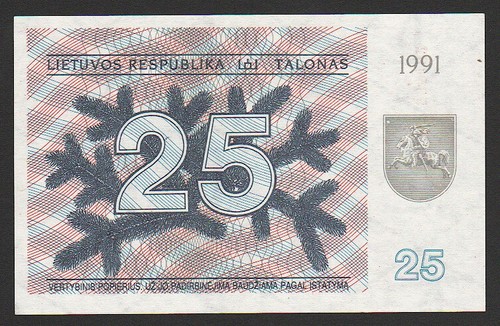 LIETUVOS RESPUBLIKA TALONAS
1991
25
25
VERTYBINIS POPIERIUS. UŽ JO PADIRBINĖJIMĄ BAUDŽIAMA PAGAL ĮSTATYMĄ